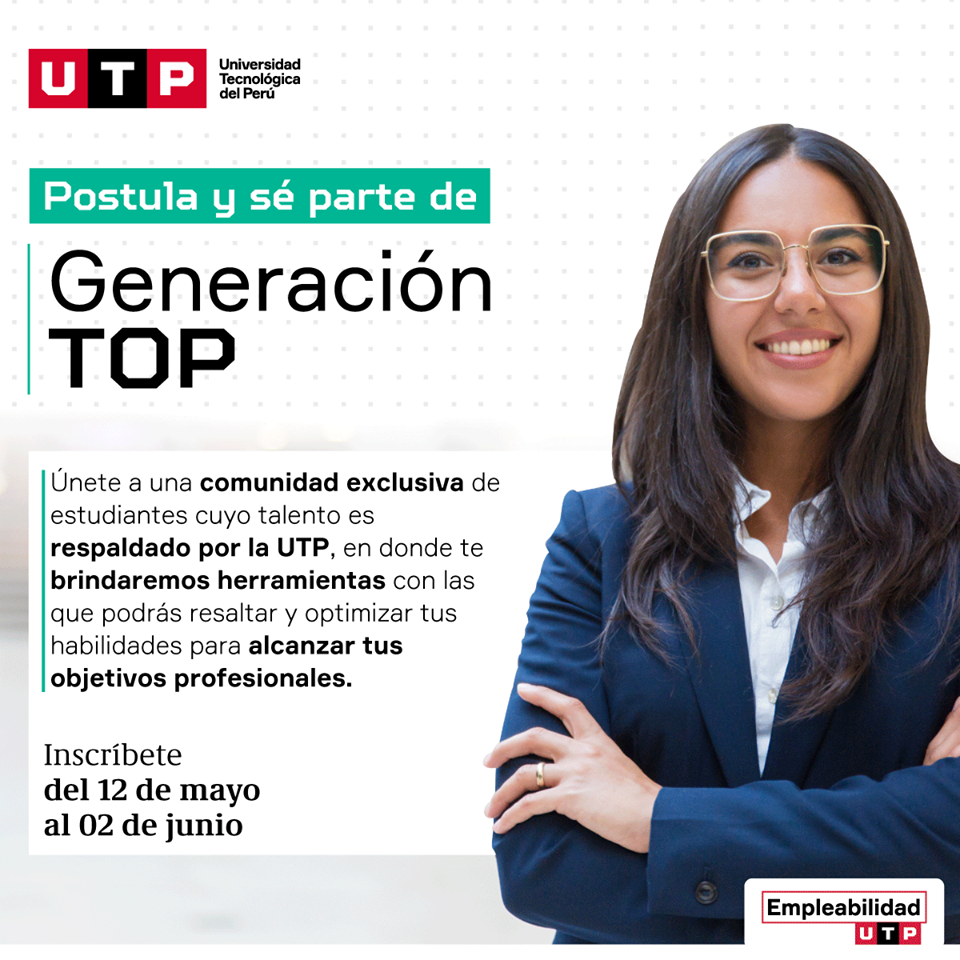 UTP
Universidad
Tecnológica
del Perú
Postula y sé parte de
Generación
TOP
Únete a una comunidad exclusiva de
estudiantes cuyo talento es
respaldado por la UTP, en donde te
brindaremos herramientas con las
que podrás resaltar y optimizar tus
habilidades para alcanzar tus
objetivos profesionales.
Inscríbete
del 12 de mayo
al 02 de junio
Empleabilidad
UTP